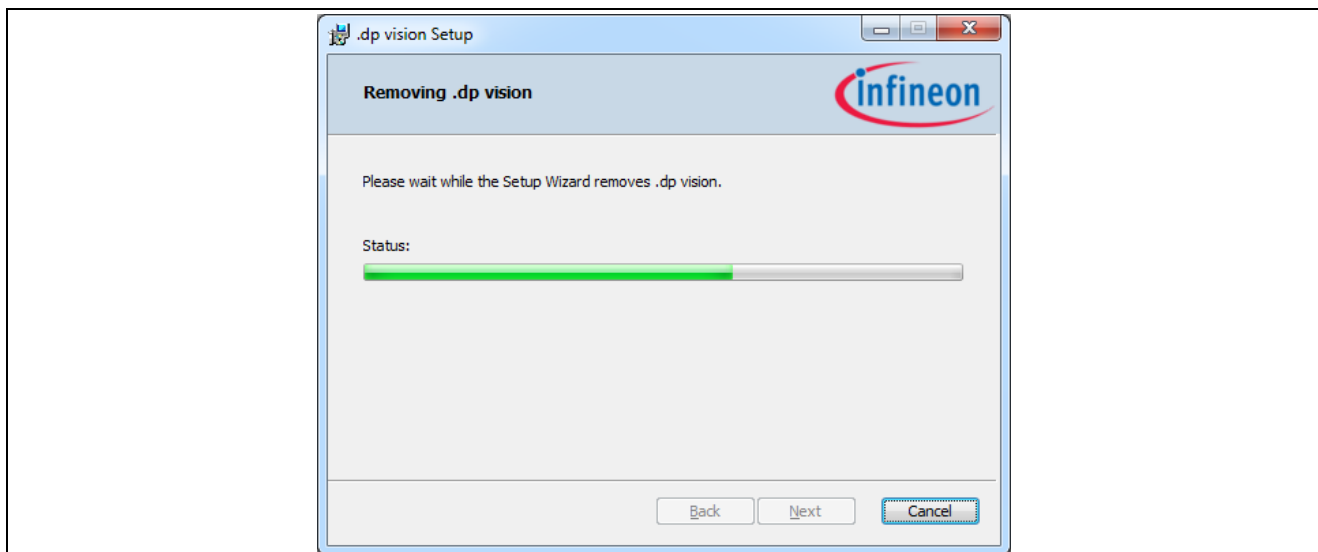 .dp vision Setup
Removing .dp vision
infineon
Please wait while the Setup Wizard removes .dp vision.
Status:
Back Next Cancel